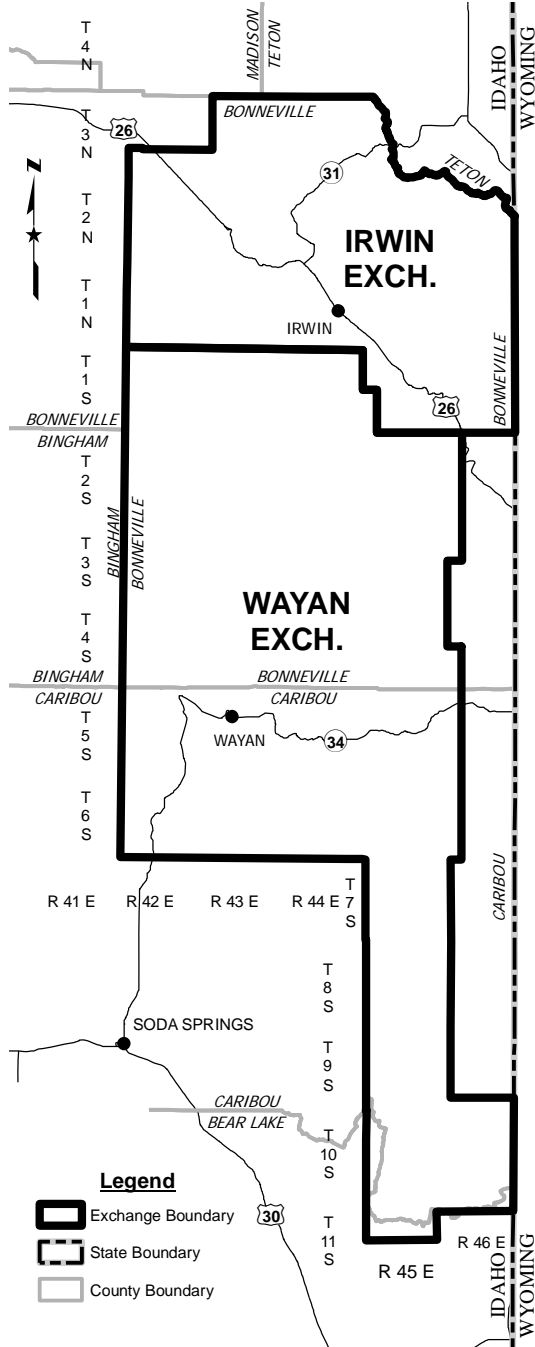 T
4
N
MADISON
TETON
IDAHO
WYOMING
BONNEVILLE
T
3
N
26
N
31
TETON
T
2
N
IRWIN
EXCH.
T
1
N
IRWIN
BONNEVILLE
T
1
S
26
BONNEVILLE
BINGHAM
T
2
S
BINGHAM
BONNEVILLE
T
3
S
WAYAN
EXCH.
T
4
S
BINGHAM
BONNEVILLE
CARIBOU
CARIBOU
T
5
S
WAYAN
34
T
6
S
CARIBOU
R 41 E
R 42 E
R 43 E
R 44 E
T
7
S
T
8
S
SODA SPRINGS
T
9
S
CARIBOU
BEAR LAKE
T
10
S
Legend
Exchange Boundary
State Boundary
County Boundary
30
T
11
S
R 45 E
R 46 E
IDAHO
WYOMING